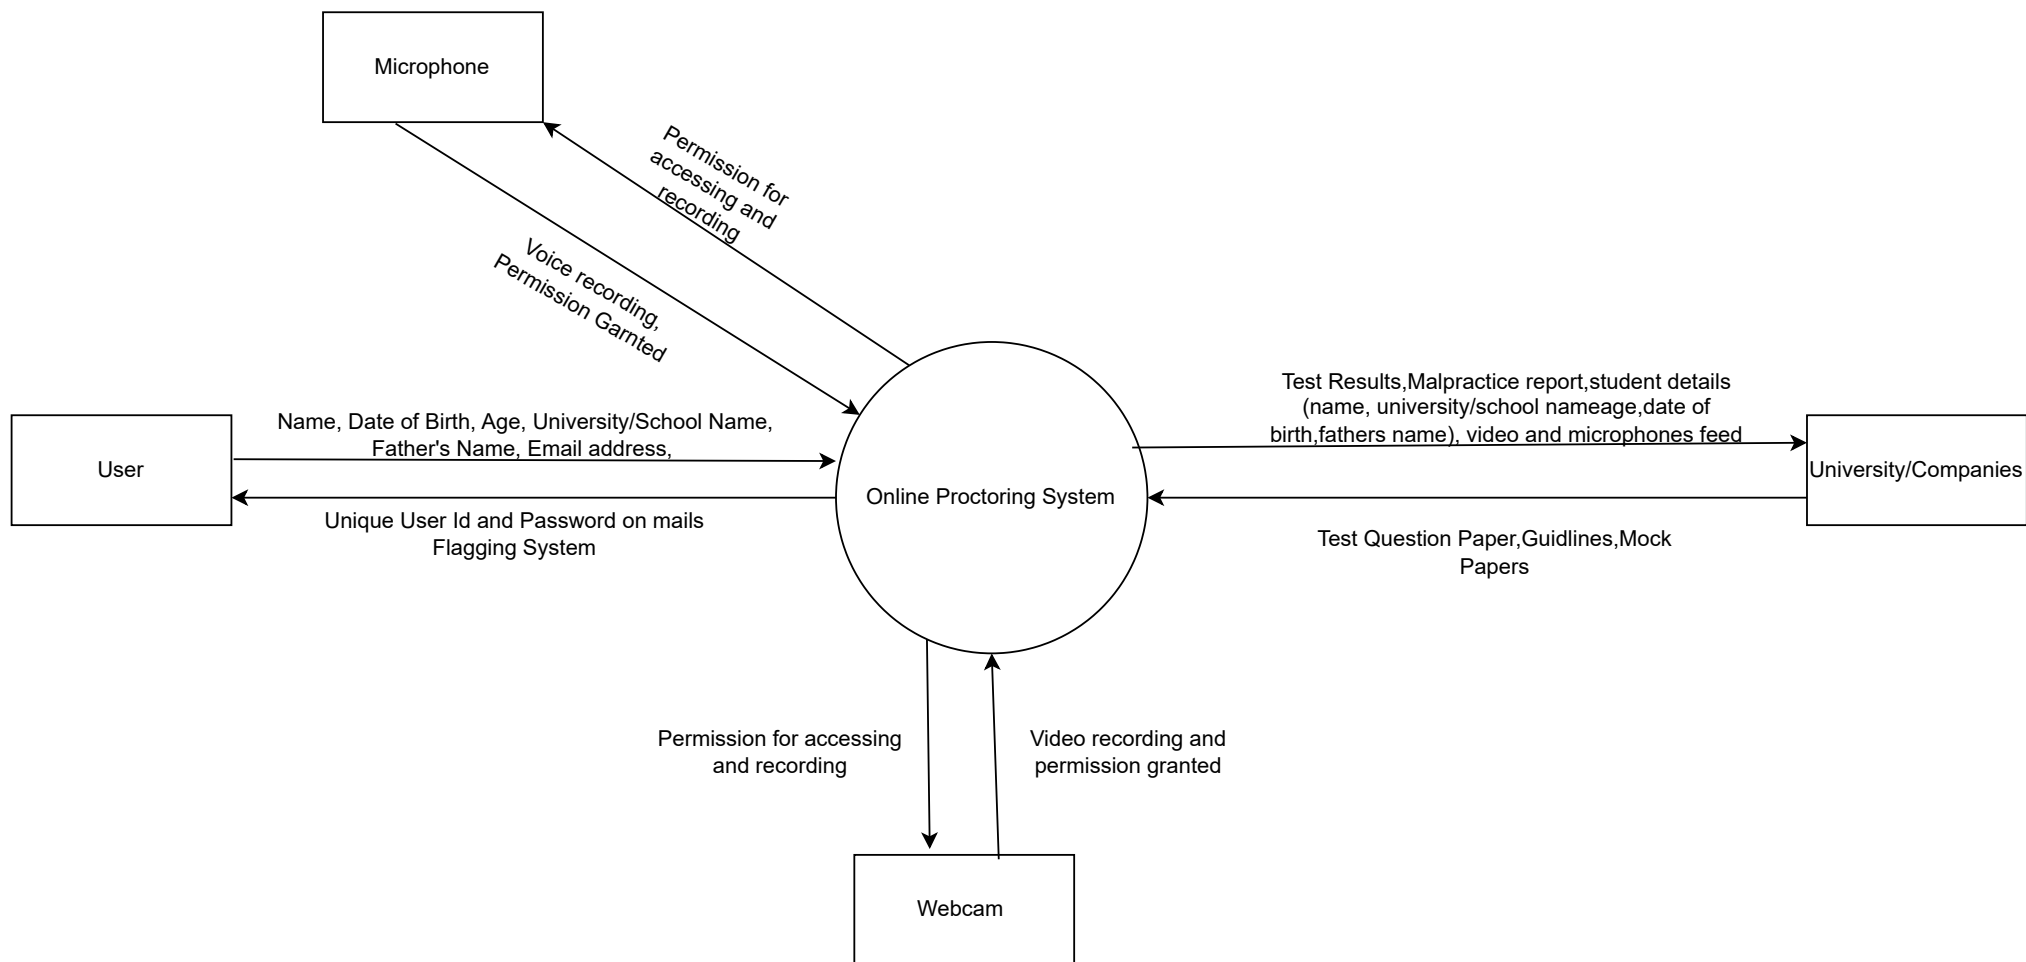 Microphone
Permission for
accessing and
recording
Voice recording,
Permission Garnted
Name, Date of Birth, Age, University/School Name,
Father's Name, Email address,
User
Unique User Id and Password on mails
Flagging System
Online Proctoring System
Test Results,Malpractice report,student details
(name, university/school nameage,date of
birth,fathers name), video and microphones feed
University/Companies
Test Question Paper,Guidlines,Mock
Papers
Permission for accessing
and recording
Video recording and
permission granted
Webcam